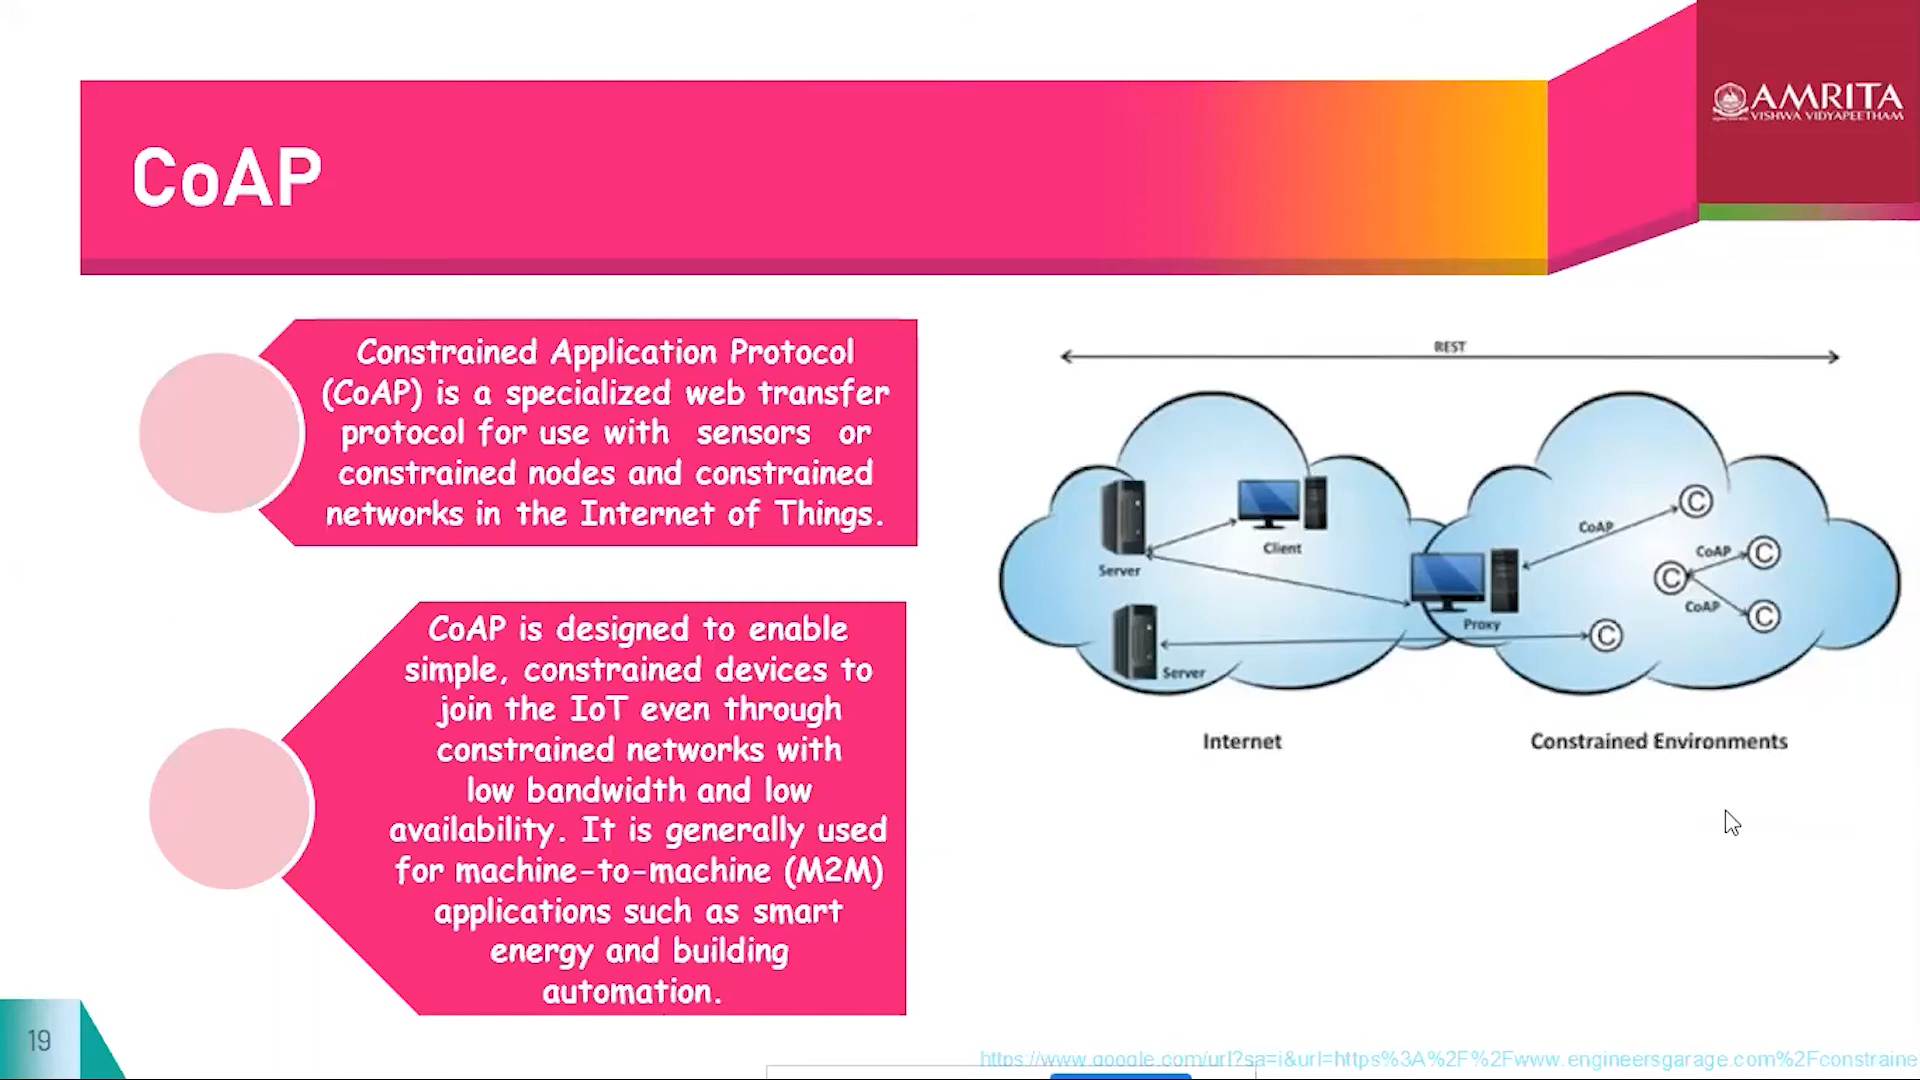 AMRITA
VISHWA VIDYAPEETHAM
CoAP
Constrained Application Protocol
(CoAP) is a specialized web transfer
protocol for use with sensors or
constrained nodes and constrained
networks in the Internet of Things.
CoAP is designed to enable
simple, constrained devices to
join the IoT even through
constrained networks with
low bandwidth and low
availability. It is generally used
for machine-to-machine (M2M)
applications such as smart
energy and building
automation.
REST
Client
Server
Server
Proxy
CoAP
C
C
CoAP
C
CoAP
C
C
Internet
Constrained Environments
19
https://www.google.com/url?sa=i&url=https%3A%2F%2Fwww.engineersgarage.com%2Fconstraine